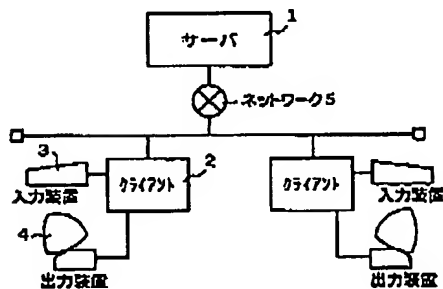 サーバ
1
ネットワーク5
3
クライアント
2
クライアント
入力装置
入力装置
4
出力装置
出力装置